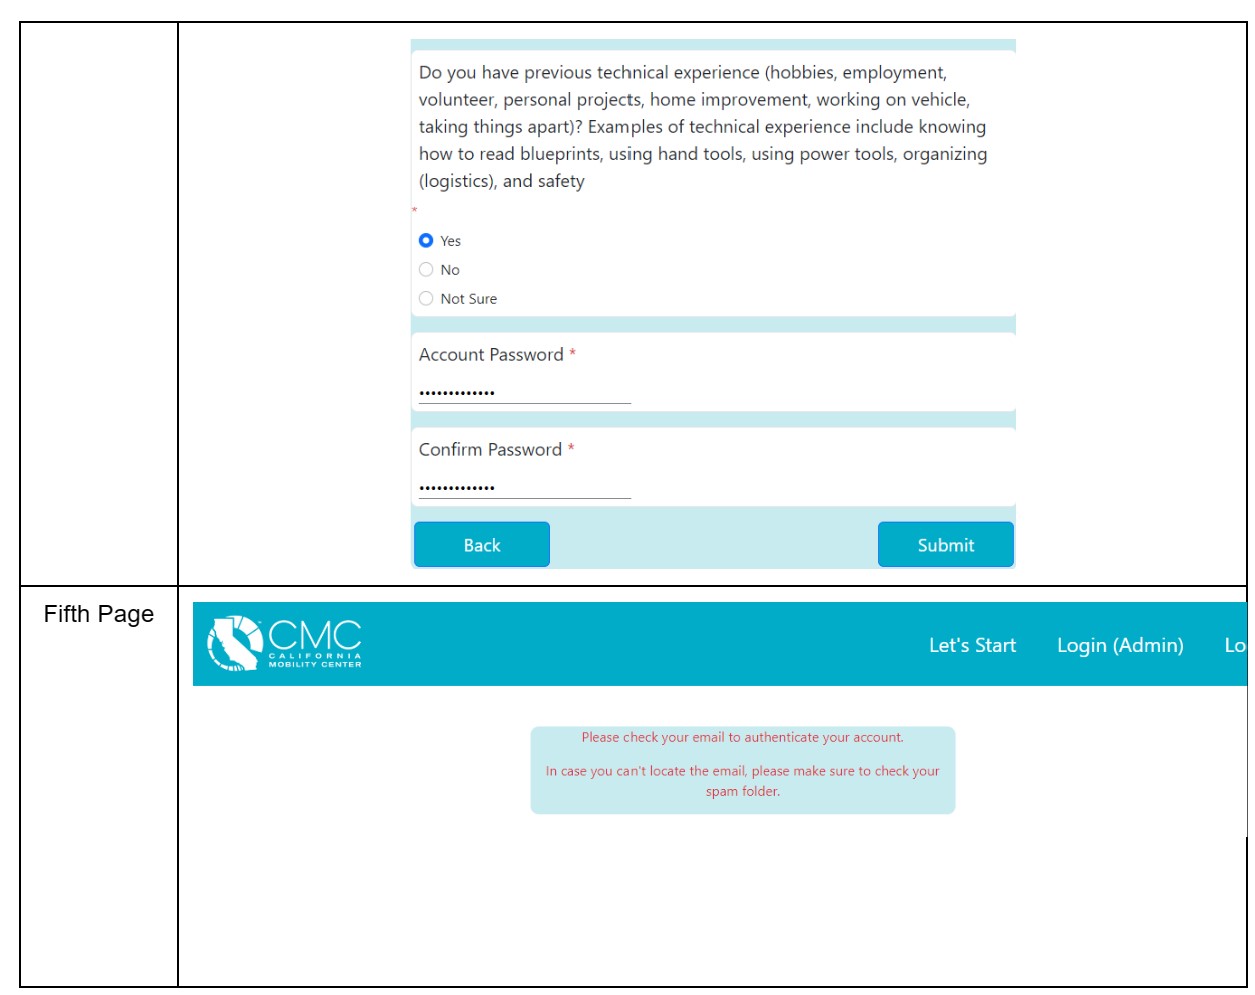 Do you have previous technical experience (hobbies, employment,
volunteer, personal projects, home improvement, working on vehicle,
taking things apart)? Examples of technical experience include knowing
how to read blueprints, using hand tools, using power tools, organizing
(logistics), and safety
*
Yes
No
Not Sure
Account Password *
•••••••••••••
Confirm Password *
•••••••••••••
Back Submit
Fifth Page
CMC
CALIFORNIA
MOBILITY CENTER
Let's Start Login (Admin) Lo
Please check your email to authenticate your account.
In case you can't locate the email, please make sure to check your
spam folder.